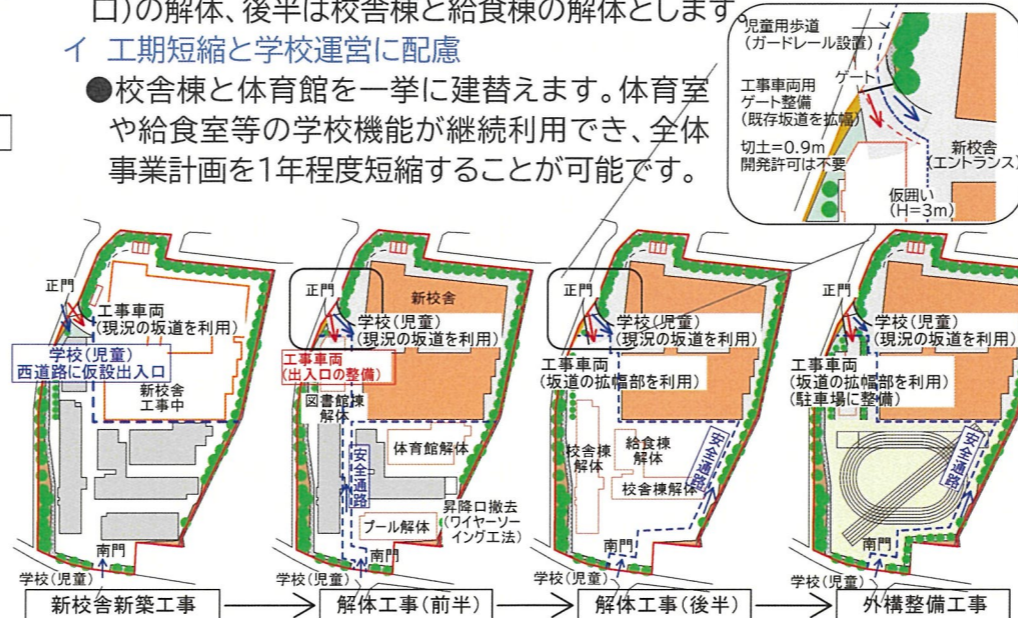 口)の解体、後半は校舎棟と給食棟の解体とします。
イ 工期短縮と学校運営に配慮
●校舎棟と体育館を一挙に建替えます。体育室
や給食室等の学校機能が継続利用でき、全体
事業計画を1年程度短縮することが可能です。
児童用歩道
(ガードレール設置)
ゲート
工事車両用
ゲート整備
(既存坂道を拡幅)
切土=0.9m
開発許可は不要
新校舎
(エントランス)
仮囲い
(H=3m)
正門
工事車両
(現況の坂道を利用)
学校(児童)
西道路に仮設出入口
新校舎
工事中
南門
学校(児童)
新校舎新築工事
正門
新校舎
学校(児童)
(現況の坂道を利用)
工事車両
(出入口の整備)
図書館棟
解体
体育館解体
安全通路
昇降口撤去
(ワイヤーソー
イング工法)
プール解体
南門
学校(児童)
解体工事(前半)
正門
学校(児童)
(現況の坂道を利用)
工事車両
(坂道の拡幅部を利用)
校舎棟
解体
給食棟
解体
校舎棟解体
安全通路
南門
学校(児童)
解体工事(後半)
正門
学校(児童)
(現況の坂道を利用)
工事車両
(坂道の拡幅部を利用)
(駐車場に整備)
安全通路
南門
学校(児童)
外構整備工事